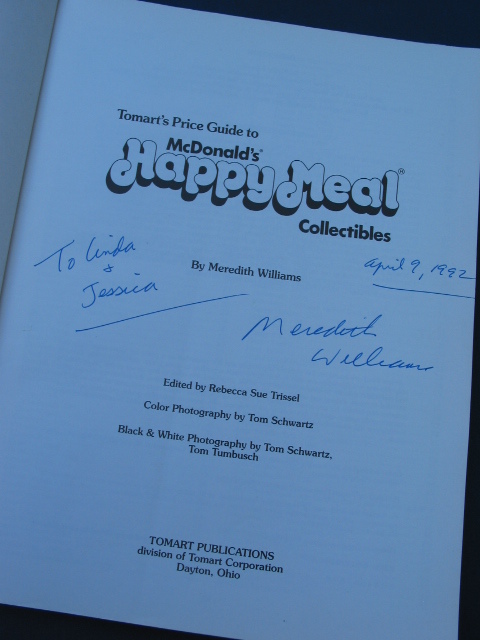 Tomart's Price Guide to
McDonald's®
Happy Meal®
Collectibles
To Linda
&
Jessica
By Meredith Williams
April 9, 1992
Meredith
Williams
Edited by Rebecca Sue Trissel
Color Photography by Tom Schwartz
Black & White Photography by Tom Schwartz,
Tom Tumbusch
TOMART PUBLICATIONS
division of Tomart Corporation
Dayton, Ohio